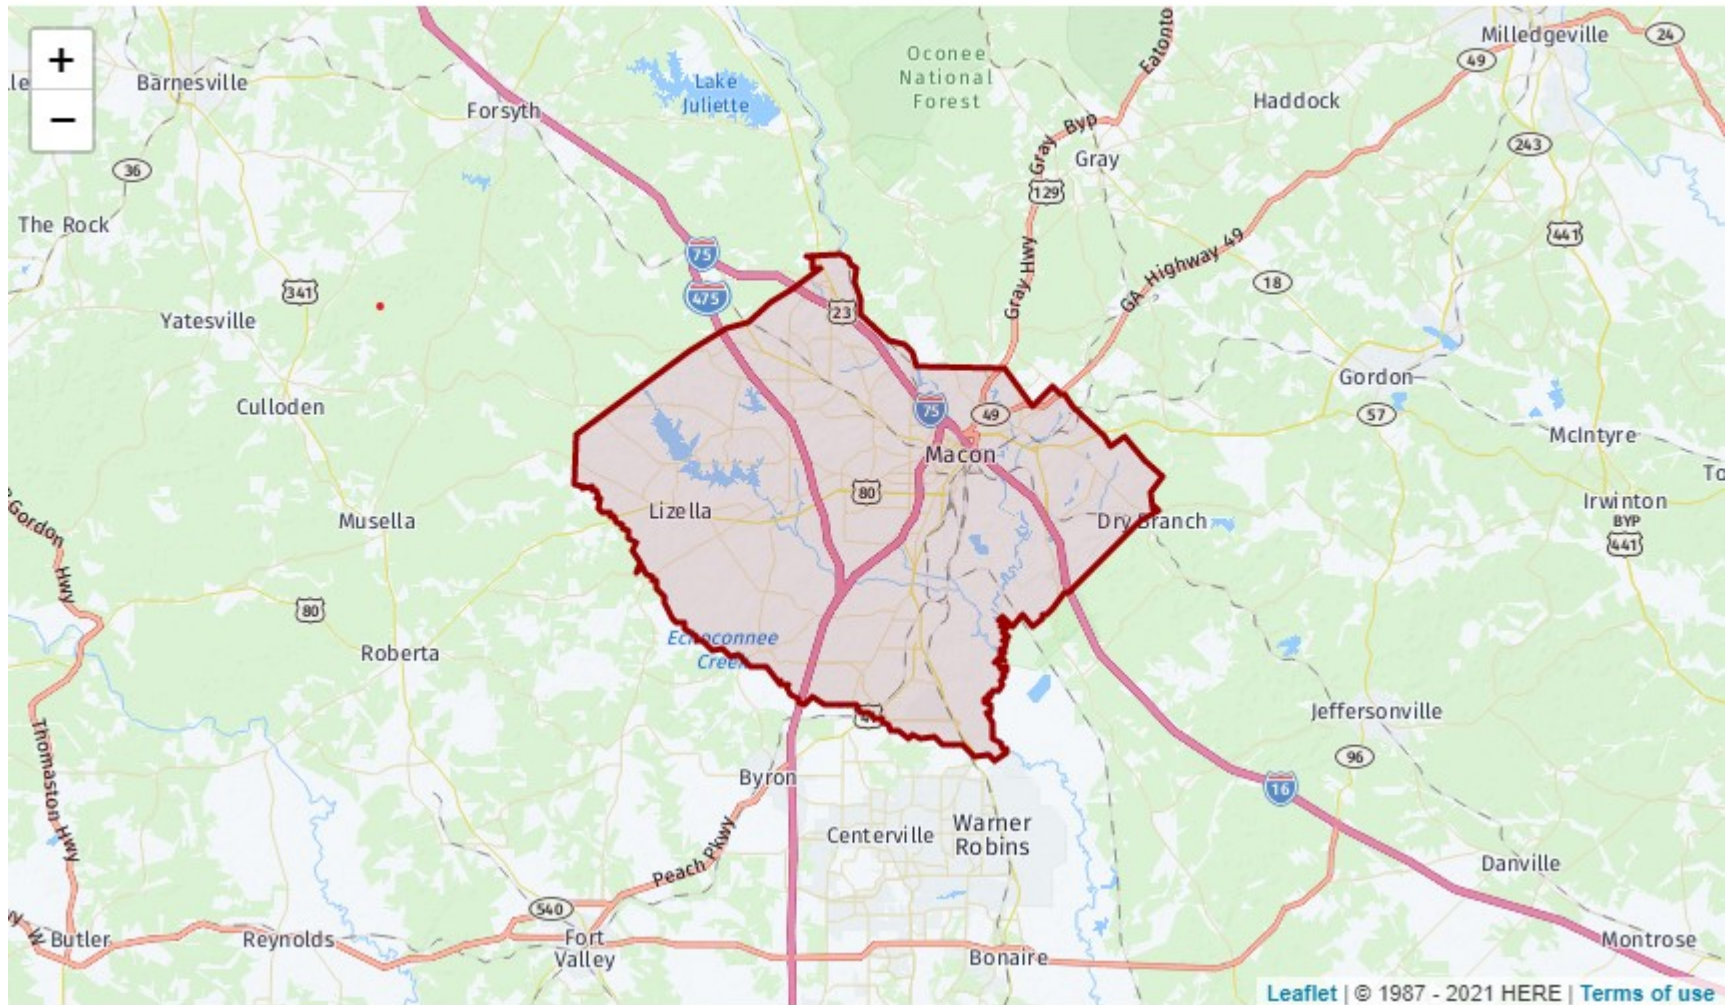 +
−
Barnesville
Forsyth
Lake
Juliette
Oconee
National
Forest
Eatonto
Milledgeville
24
49
Haddock
Gray Byp
Gray
243
36
129
The Rock
Gray Hwy
GA Highway 49
441
75
475
341
18
Yatesville
23
Gordon
Culloden
75
49
57
McIntyre
Macon
To
80
Irwinton
Lizella
Musella
Dry Branch
BYP
441
Gordon Hwy
80
Roberta
Echeconnee
Creek
Jeffersonville
41
Thomaston Hwy
96
Byron
16
Centerville
Warner
Robins
Peach Pkwy
Danville
540
W
Butler
Reynolds
Fort
Valley
Bonaire
Montrose
Leaflet | © 1987 - 2021 HERE | Terms of use